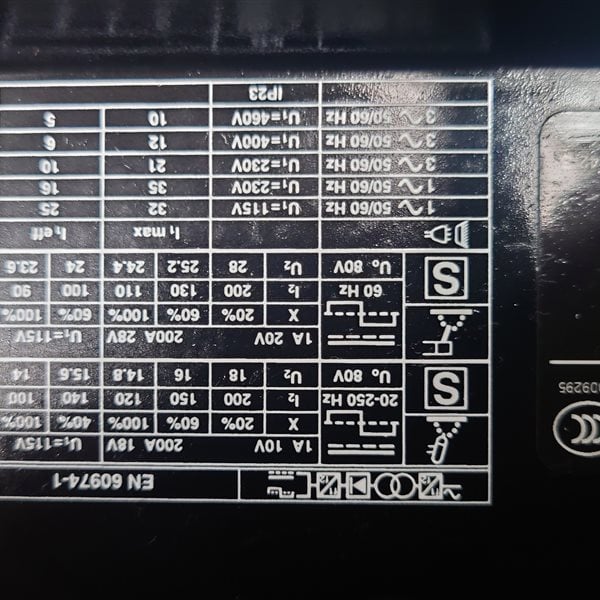 EN 60974-1
1A 10V 200A 18V U₁=115V
X 20% 60% 100% 40% 100%
20-250 Hz I₂ 200 150 120 140 100
S U₀ 80V U₂ 18 16 14.8 15.6 14
1A 20V 200A 28V U₁=115V
X 20% 60% 100% 60% 100%
60 Hz I₂ 200 130 110 100 90
S U₀ 80V U₂ 28 25.2 24.4 24 23.6
I₁ max I₁ eff
1 ~ 50/60 Hz U₁=115V 32 25
1 ~ 50/60 Hz U₁=230V 35 16
3 ~ 50/60 Hz U₁=230V 21 10
3 ~ 50/60 Hz U₁=400V 12 6
3 ~ 50/60 Hz U₁=460V 10 5
IP23